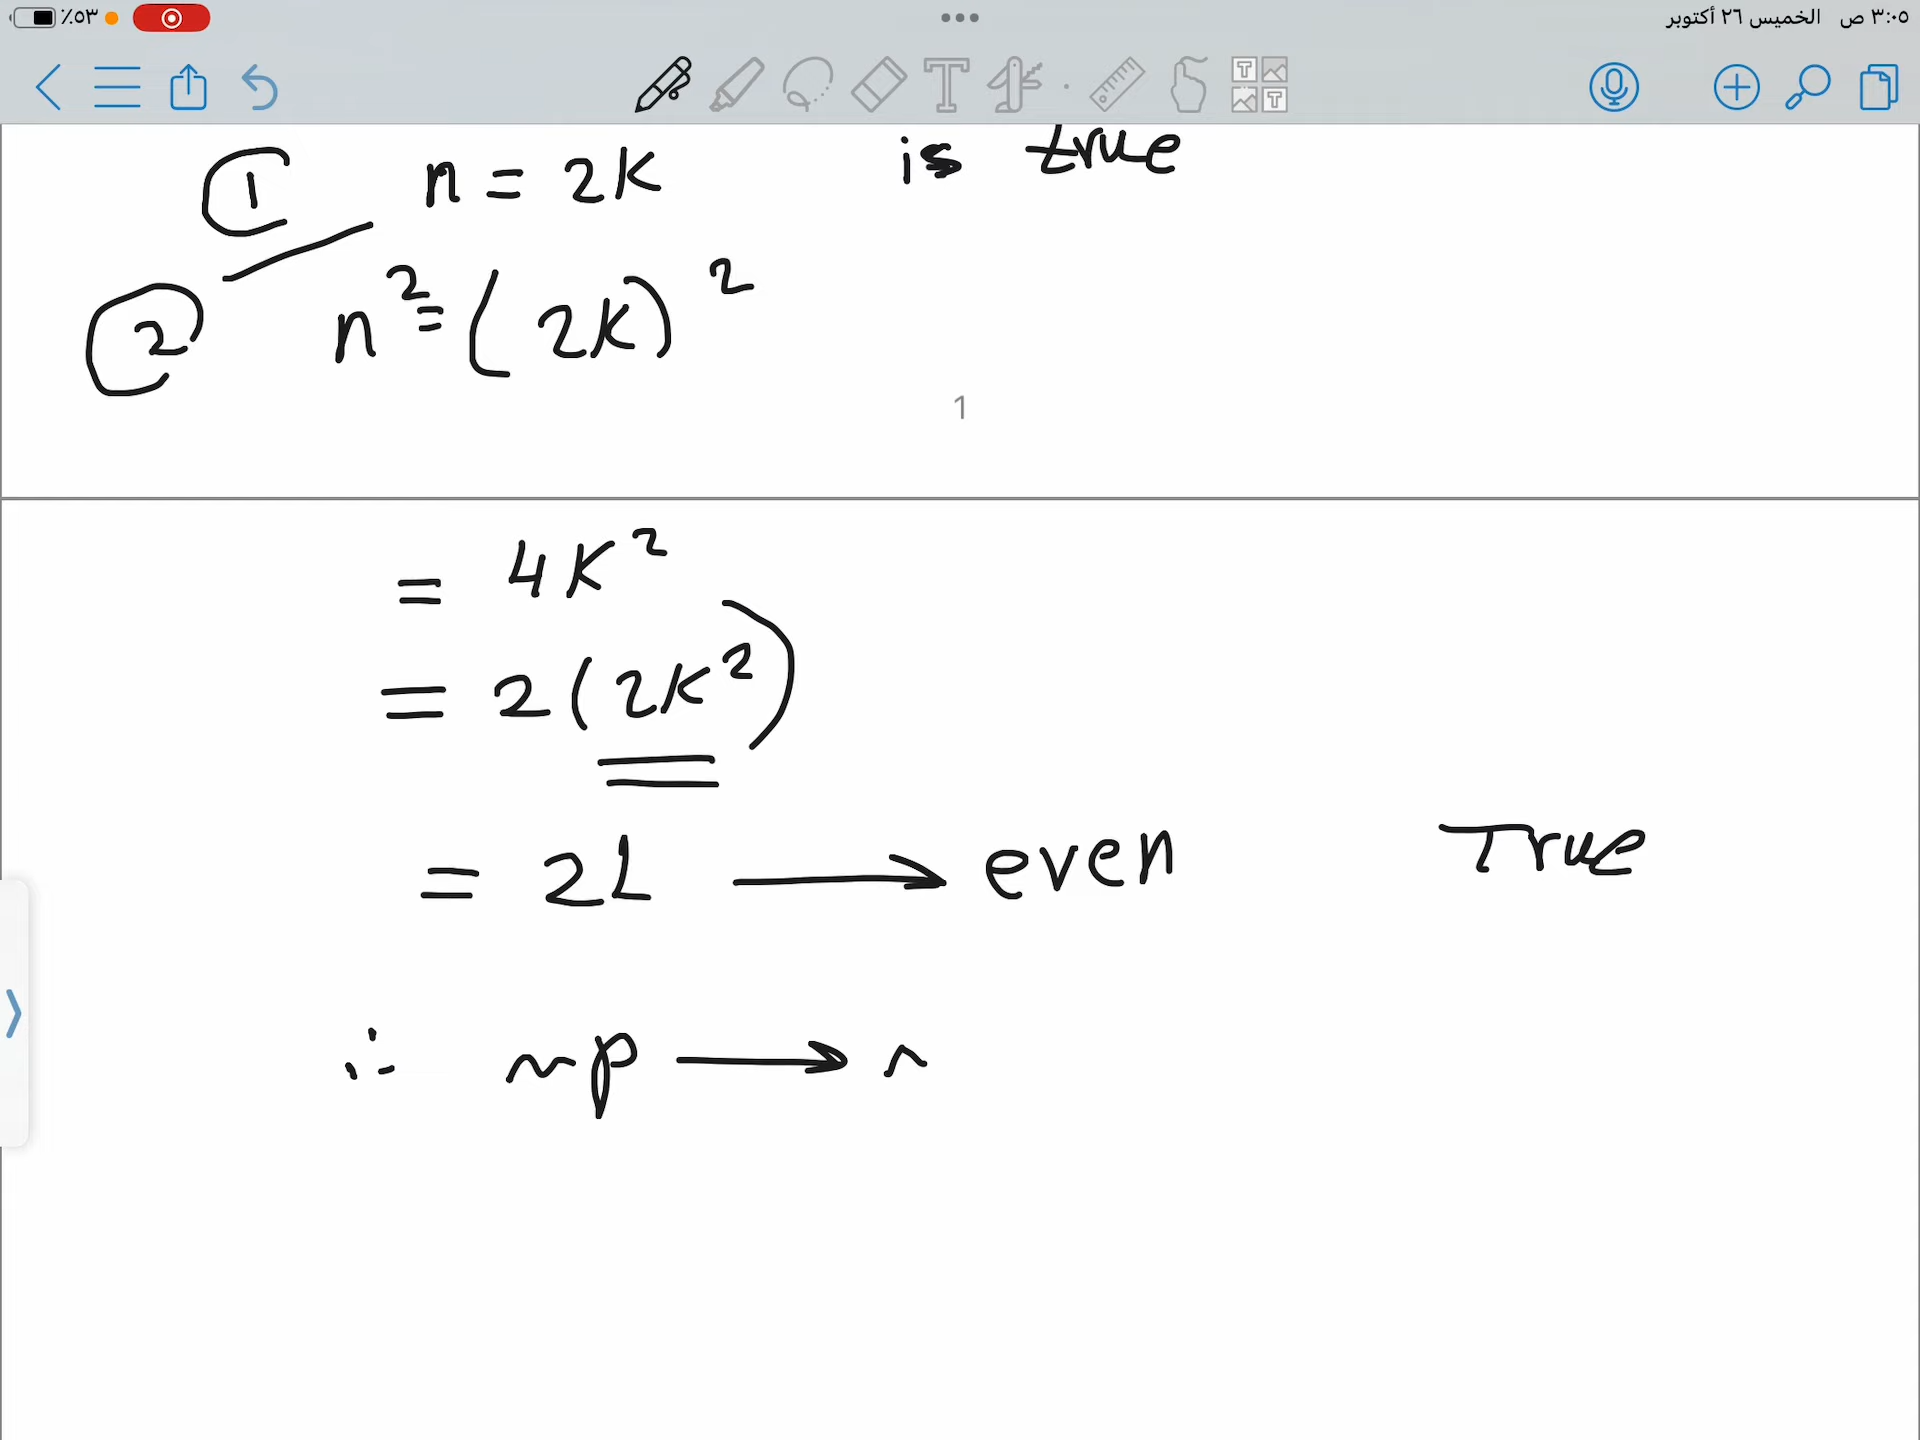 ٪٥٣ ••• ٣:٠٥ ص الخميس ٢٦ أكتوبر
① n = 2K is true
② n² = (2K)²
1
= 4K²
= 2(2K²)
= 2L → even True
∴ ~p → ~